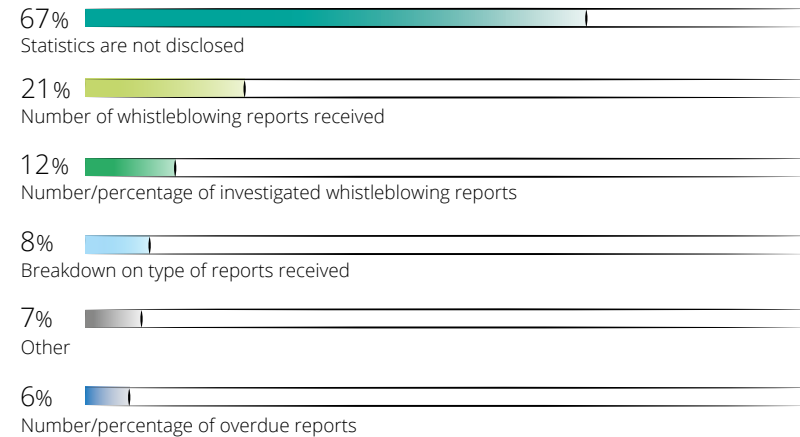 67%
Statistics are not disclosed
21%
Number of whistleblowing reports received
12%
Number/percentage of investigated whistleblowing reports
8%
Breakdown on type of reports received
7%
Other
6%
Number/percentage of overdue reports